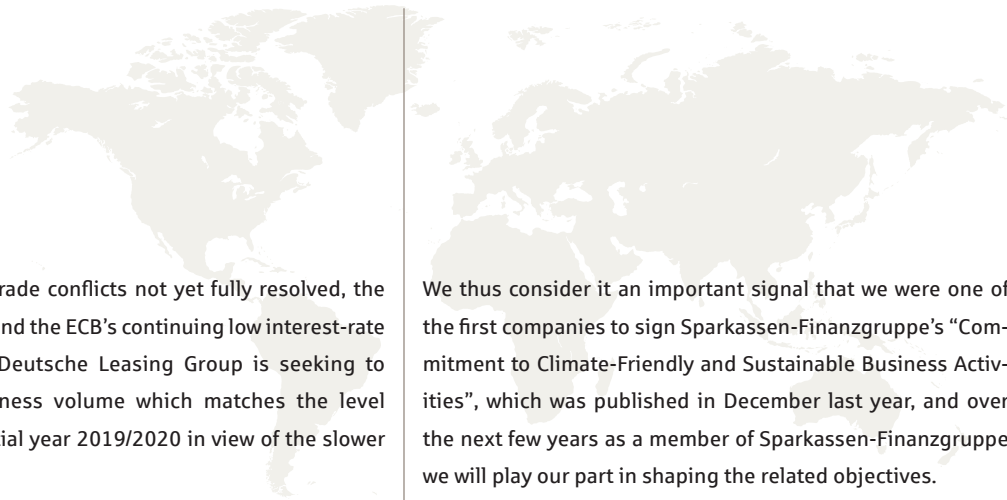 rade conflicts not yet fully resolved, the
nd the ECB’s continuing low interest-rate
Deutsche Leasing Group is seeking to
ness volume which matches the level
ial year 2019/2020 in view of the slower
We thus consider it an important signal that we were one of
the first companies to sign Sparkassen-Finanzgruppe’s “Com-
mitment to Climate-Friendly and Sustainable Business Activ-
ities”, which was published in December last year, and over
the next few years as a member of Sparkassen-Finanzgruppe
we will play our part in shaping the related objectives.